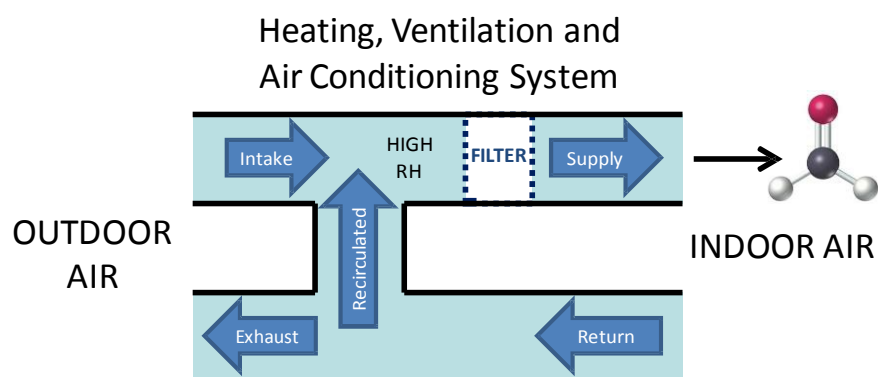 Heating, Ventilation and
Air Conditioning System
Intake
HIGH
RH
FILTER
Supply
OUTDOOR
AIR
Recirculated
INDOOR AIR
Exhaust
Return